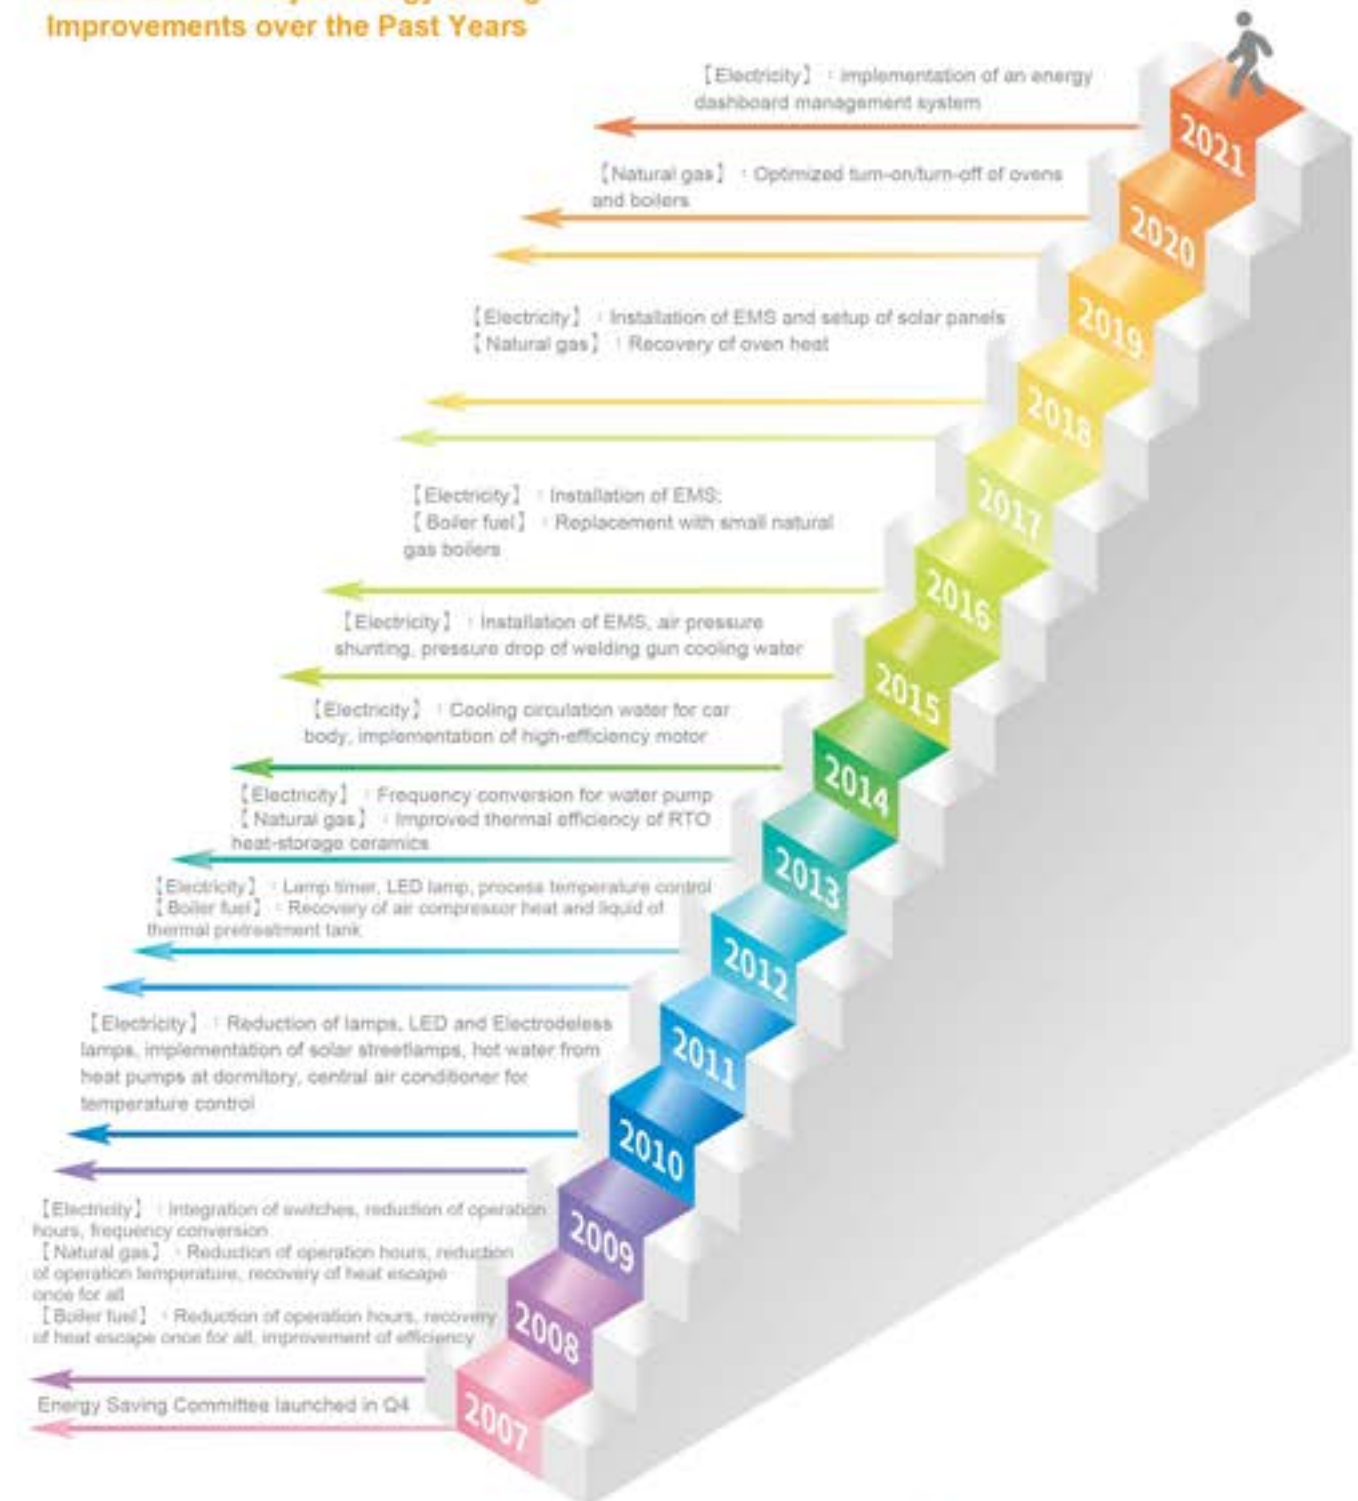 Improvements over the Past Years
【Electricity】：implementation of an energy
dashboard management system
2021
【Natural gas】：Optimized turn-on/turn-off of ovens
and boilers
2020
2019
【Electricity】：Installation of EMS and setup of solar panels
【Natural gas】：Recovery of oven heat
2018
2017
【Electricity】：Installation of EMS;
【Boiler fuel】：Replacement with small natural
gas boilers
2016
【Electricity】：Installation of EMS, air pressure
shunting, pressure drop of welding gun cooling water
2015
【Electricity】：Cooling circulation water for car
body, implementation of high-efficiency motor
2014
【Electricity】：Frequency conversion for water pump
【Natural gas】：Improved thermal efficiency of RTO
heat-storage ceramics
2013
【Electricity】：Lamp timer, LED lamp, process temperature control
【Boiler fuel】：Recovery of air compressor heat and liquid of
thermal pretreatment tank
2012
2011
【Electricity】：Reduction of lamps, LED and Electrodeless
lamps, implementation of solar streetlamps, hot water from
heat pumps at dormitory, central air conditioner for
temperature control
2010
2009
【Electricity】：Integration of switches, reduction of operation
hours, frequency conversion
【Natural gas】：Reduction of operation hours, reduction
of operation temperature, recovery of heat escape
once for all
【Boiler fuel】：Reduction of operation hours, recovery
of heat escape once for all, improvement of efficiency
2008
Energy Saving Committee launched in Q4
2007